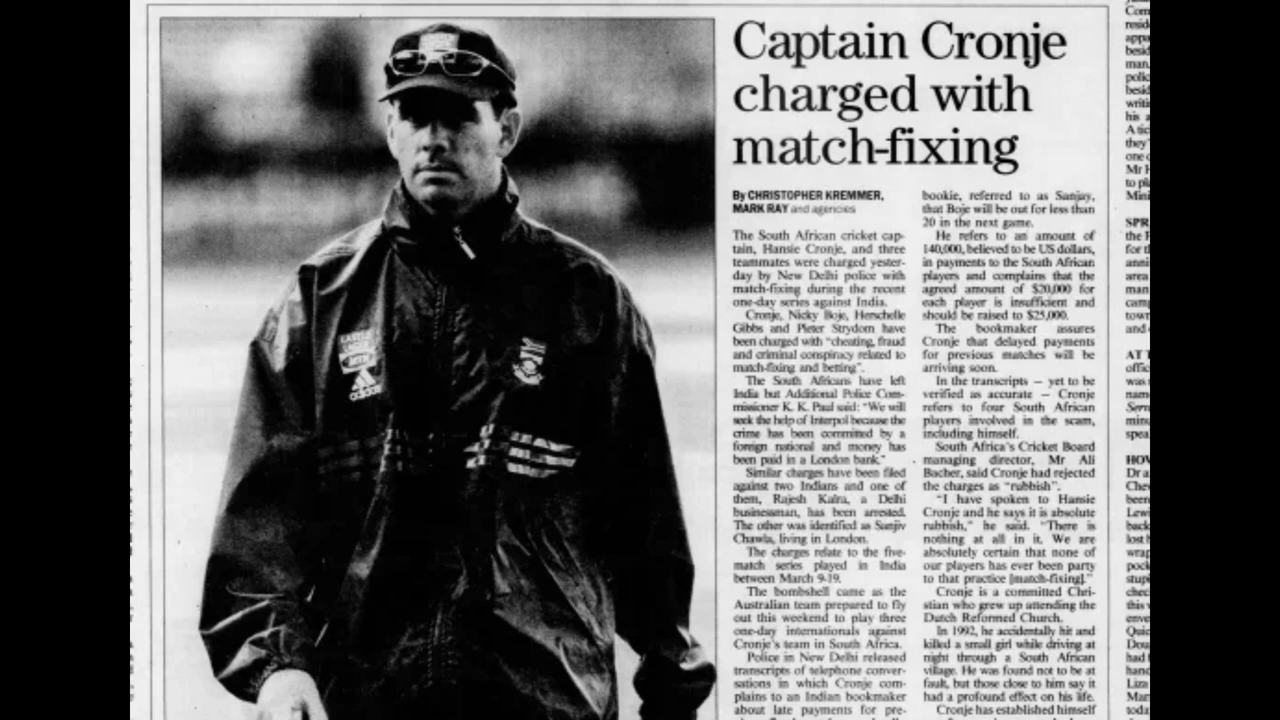 Captain Cronje
charged with
match-fixing
By CHRISTOPHER KREMMER,
MARK RAY and agencies
The South African cricket cap-
tain, Hansie Cronje, and three
teammates were charged yester-
day by New Delhi police with
match-fixing during the recent
one-day series against India.
Cronje, Nicky Boje, Herschelle
Gibbs and Pieter Strydom have
been charged with "cheating, fraud
and criminal conspiracy related to
match-fixing and betting".
The South Africans have left
India but Additional Police Com-
missioner K. K. Paul said: "We will
seek the help of Interpol because the
crime has been committed by a
foreign national and money has
been paid in a London bank."
Similar charges have been filed
against two Indians and one of
them, Rajesh Kalra, a Delhi
businessman, has been arrested.
The other was identified as Sanjiv
Chawla, living in London.
The charges relate to the five-
match series played in India
between March 9-19.
The bombshell came as the
Australian team prepared to fly
out this weekend to play three
one-day internationals against
Cronje's team in South Africa.
Police in New Delhi released
transcripts of telephone conver-
sations in which Cronje com-
plains to an Indian bookmaker
about late payments for pre-
bookie, referred to as Sanjay,
that Boje will be out for less than
20 in the next game.
He refers to an amount of
140,000, believed to be US dollars,
in payments to the South African
players and complains that the
agreed amount of $20,000 for
each player is insufficient and
should be raised to $25,000.
The bookmaker assures
Cronje that delayed payments
for previous matches will be
arriving soon.
In the transcripts – yet to be
verified as accurate – Cronje
refers to four South African
players involved in the scam,
including himself.
South Africa's Cricket Board
managing director, Mr Ali
Bacher, said Cronje had rejected
the charges as "rubbish".
"I have spoken to Hansie
Cronje and he says it is absolute
rubbish," he said. "There is
nothing at all in it. We are
absolutely certain that none of
our players has ever been party
to that practice [match-fixing]."
Cronje is a committed Chri-
stian who grew up attending the
Dutch Reformed Church.
In 1992, he accidentally hit and
killed a small girl while driving at
night through a South African
village. He was found not to be at
fault, but those close to him say it
had a profound effect on his life.
Cronje has established himself
adidas